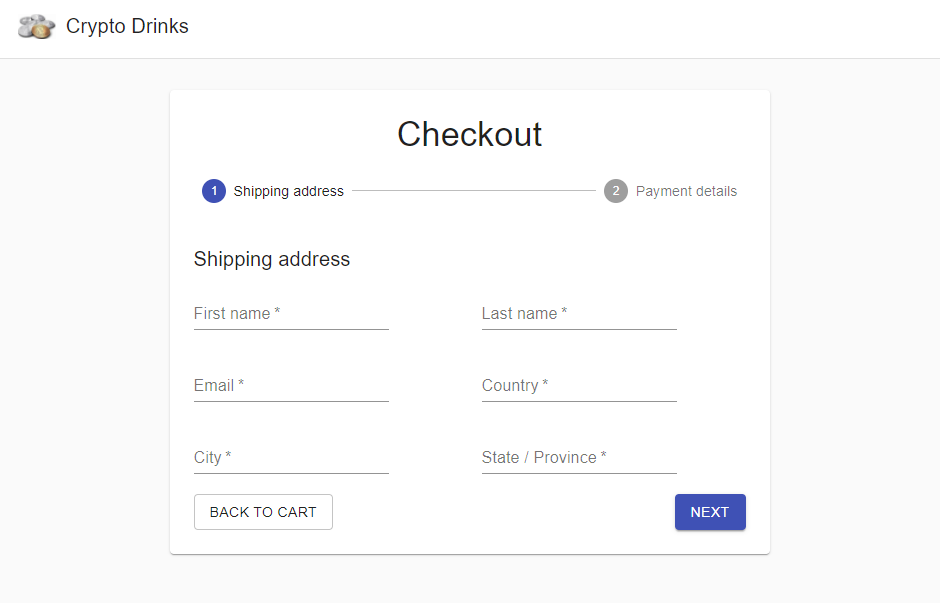 Crypto Drinks
Checkout
1 Shipping address 2 Payment details
Shipping address
First name * Last name *
Email * Country *
City * State / Province *
BACK TO CART NEXT